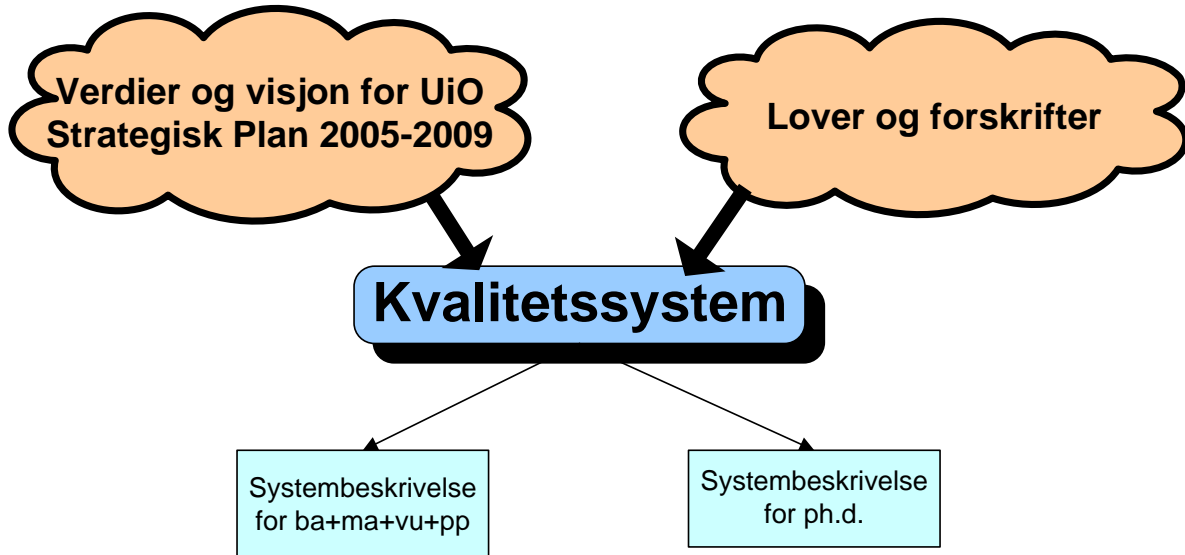 Verdier og visjon for UiO
Strategisk Plan 2005-2009
Lover og forskrifter
Kvalitetssystem
Systembeskrivelse
for ba+ma+vu+pp
Systembeskrivelse
for ph.d.